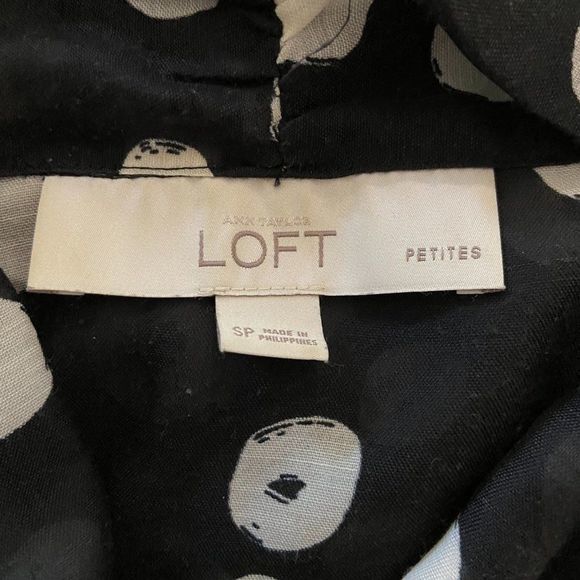 ANN TAYLOR
LOFT
PETITES
SP MADE IN
PHILIPPINES